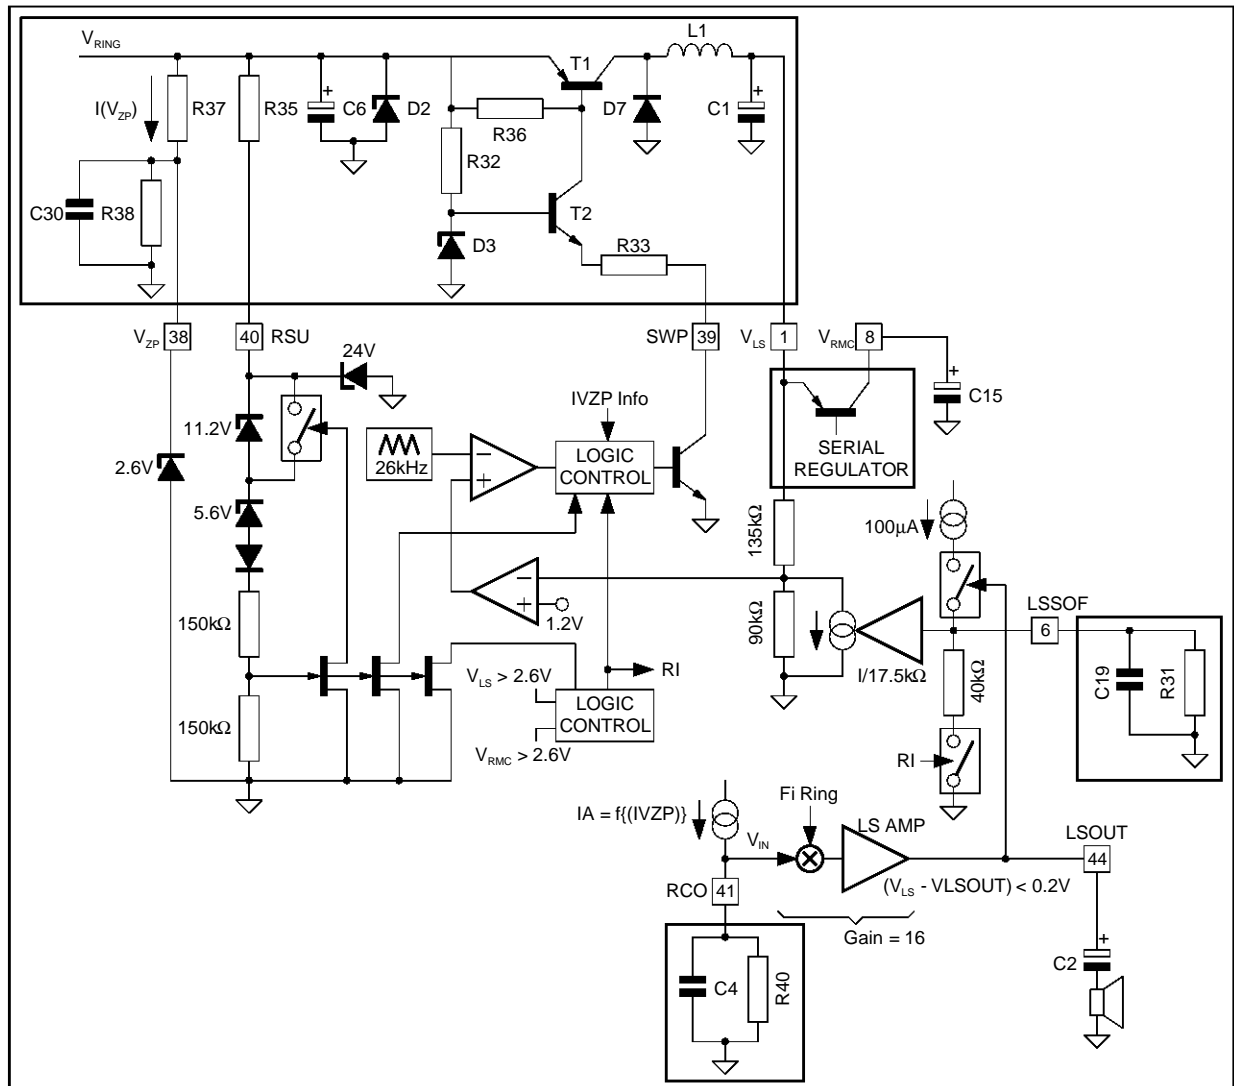 VRING
L1
T1
I(VZP)
R37
R35
C6
D2
R36
D7
C1
R32
C30
R38
T2
D3
R33
VZP
38
40
RSU
SWP
39
VLS
1
VRMC
8
24V
C15
IVZP Info
11.2V
SERIAL
REGULATOR
2.6V
26kHz
−
+
LOGIC
CONTROL
5.6V
100µA
135kΩ
−
+
1.2V
LSSOF
6
150kΩ
90kΩ
I/17.5kΩ
40kΩ
C19
R31
RI
VLS > 2.6V
LOGIC
CONTROL
150kΩ
VRMC > 2.6V
RI
IA = f{(IVZP)}
Fi Ring
VIN
LS AMP
LSOUT
44
RCO
41
(VLS - VLSOUT) < 0.2V
Gain = 16
+
C2
C4
R40